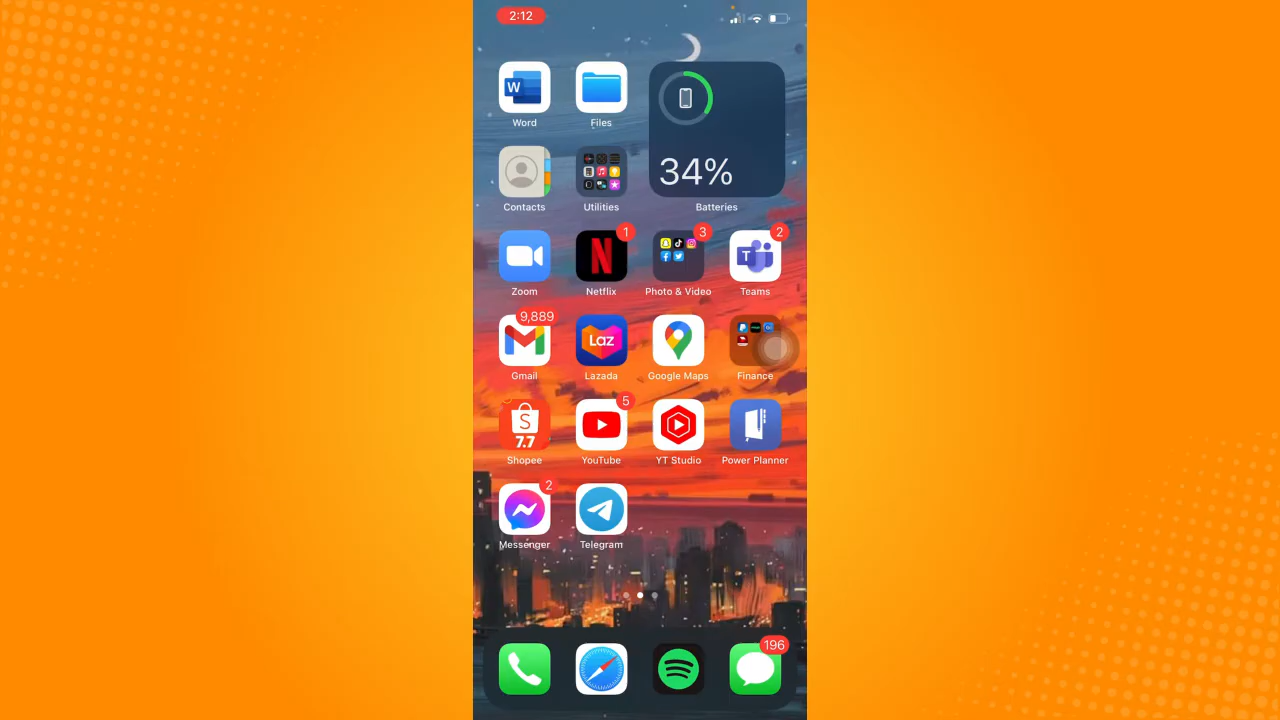 2:12
Word
Files
34%
Contacts
Utilities
Batteries
1
3
2
Zoom
Netflix
Photo & Video
Teams
9,889
Laz
Gmail
Lazada
Google Maps
Finance
5
S
7.7
Shopee
YouTube
YT Studio
Power Planner
2
Messenger
Telegram
196
W
T
N